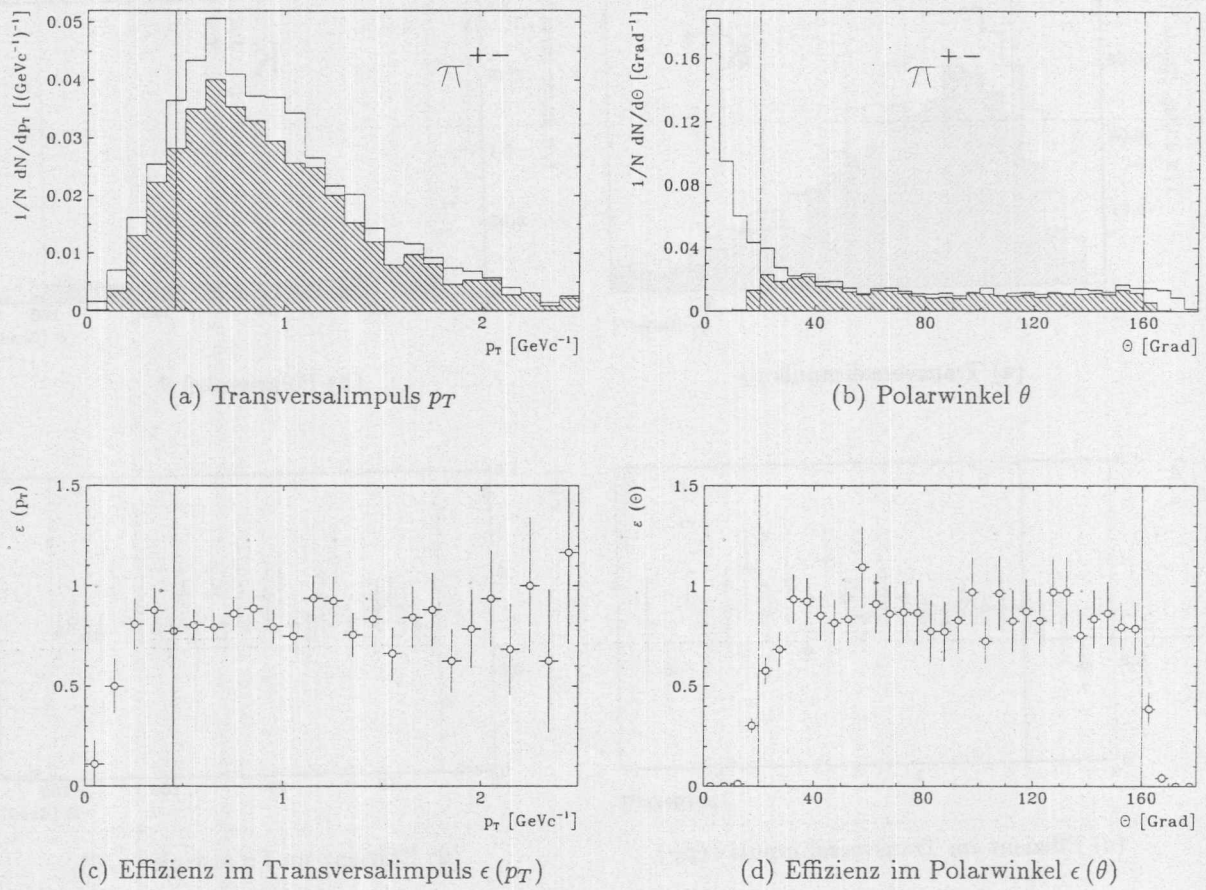 1/N dN/dp_T [(GeVc⁻¹)⁻¹]
0.05
0.04
0.03
0.02
0.01
0
π + −
0 1 2
p_T [GeVc⁻¹]
(a) Transversalimpuls p_T
1/N dN/dΘ [Grad⁻¹]
0.16
0.12
0.08
0.04
0
π + −
0 40 80 120 160
Θ [Grad]
(b) Polarwinkel θ
ε (p_T)
1.5
1
0.5
0
0 1 2
p_T [GeVc⁻¹]
(c) Effizienz im Transversalimpuls ϵ (p_T)
ε (Θ)
1.5
1
0.5
0
0 40 80 120 160
Θ [Grad]
(d) Effizienz im Polarwinkel ϵ (θ)